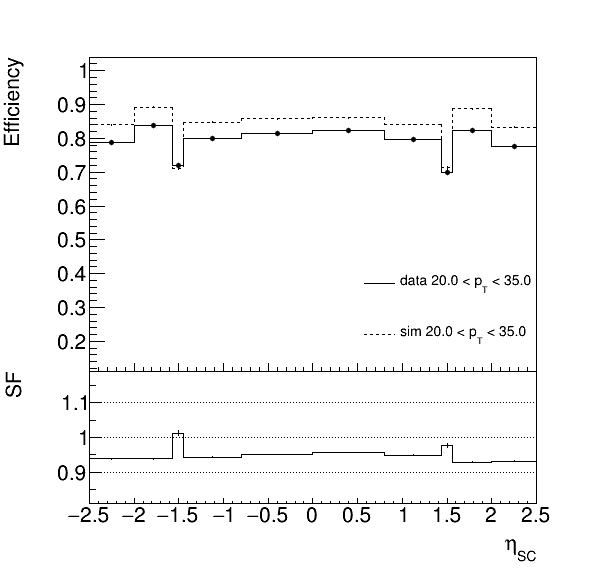 Efficiency
1
0.9
0.8
0.7
0.6
0.5
0.4
0.3
0.2
data 20.0 < p_T < 35.0
sim 20.0 < p_T < 35.0
SF
1.1
1
0.9
−2.5 −2 −1.5 −1 −0.5 0 0.5 1 1.5 2 2.5
η_SC